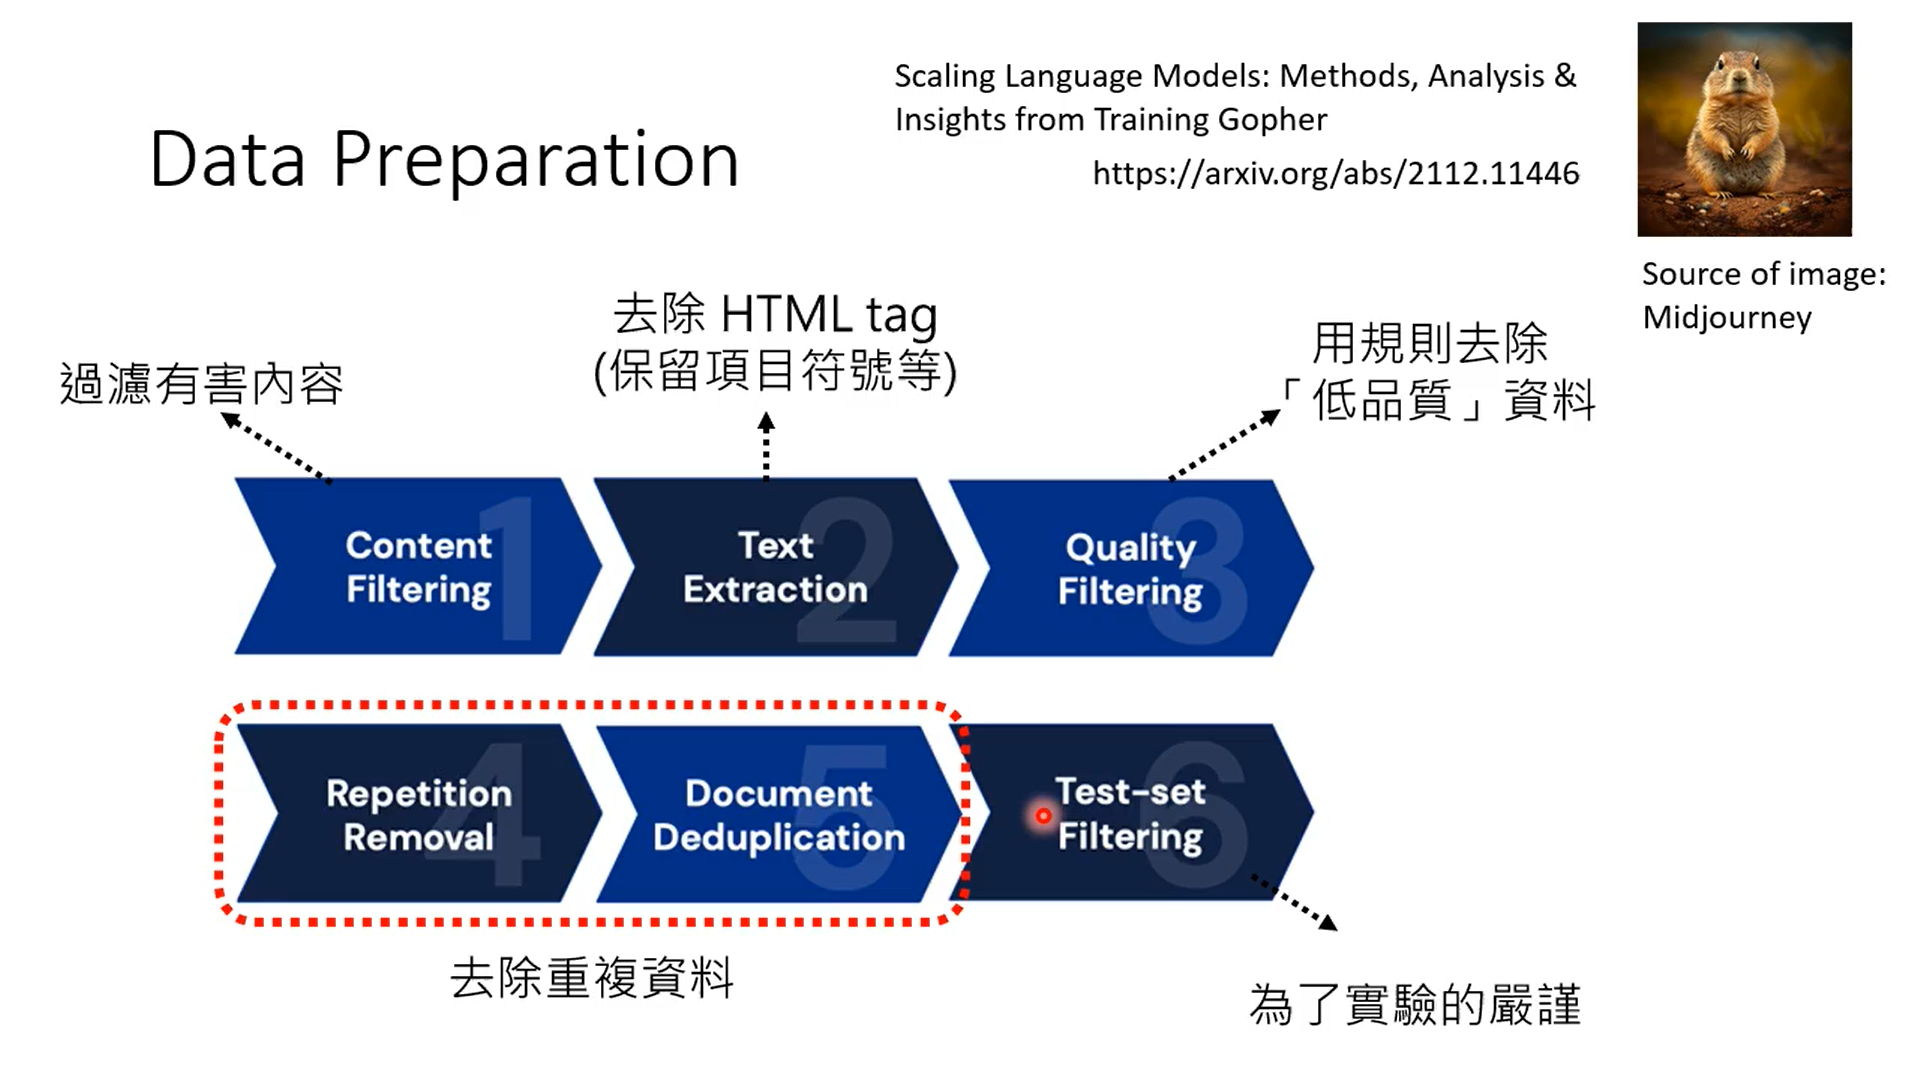 Data Preparation
Scaling Language Models: Methods, Analysis &
Insights from Training Gopher
https://arxiv.org/abs/2112.11446
Source of image:
Midjourney
過濾有害內容
去除 HTML tag
(保留項目符號等)
用規則去除
「低品質」資料
1
Content
Filtering
2
Text
Extraction
3
Quality
Filtering
4
Repetition
Removal
5
Document
Deduplication
6
Test-set
Filtering
去除重複資料
為了實驗的嚴謹